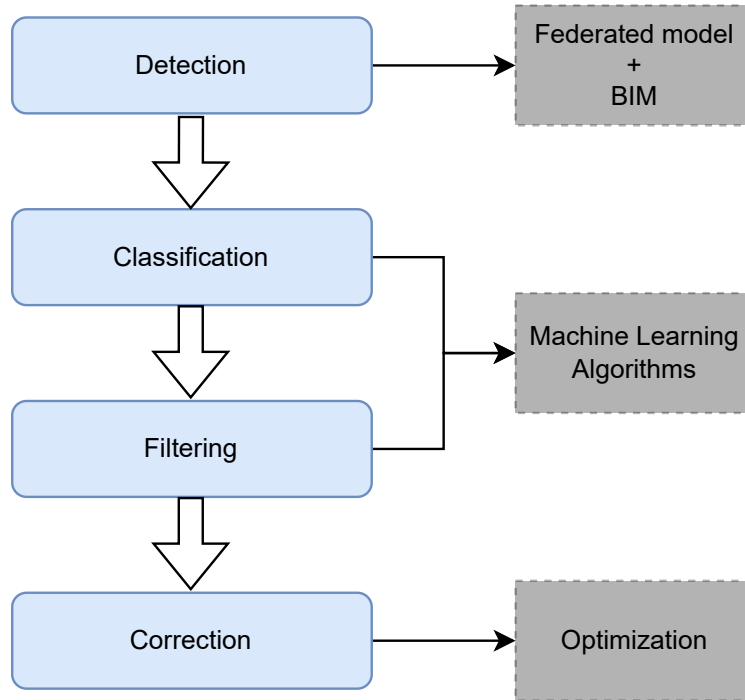 Detection
Federated model
+
BIM
Classification
Machine Learning
Algorithms
Filtering
Correction
Optimization